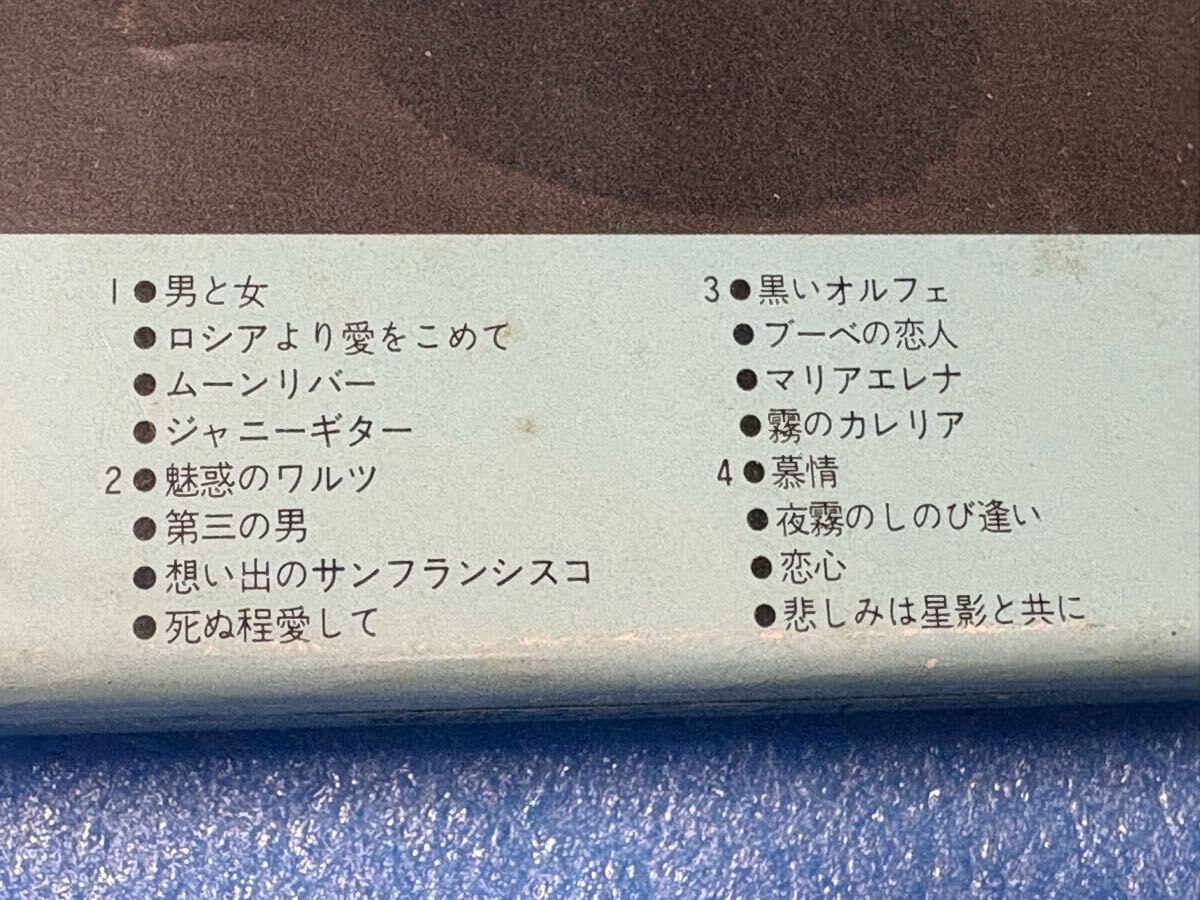 1●男と女
●ロシアより愛をこめて
●ムーンリバー
●ジャニーギター
2●魅惑のワルツ
●第三の男
●想い出のサンフランシスコ
●死ぬ程愛して
3●黒いオルフェ
●ブーベの恋人
●マリアエレナ
●霧のカレリア
4●慕情
●夜霧のしのび逢い
●恋心
●悲しみは星影と共に